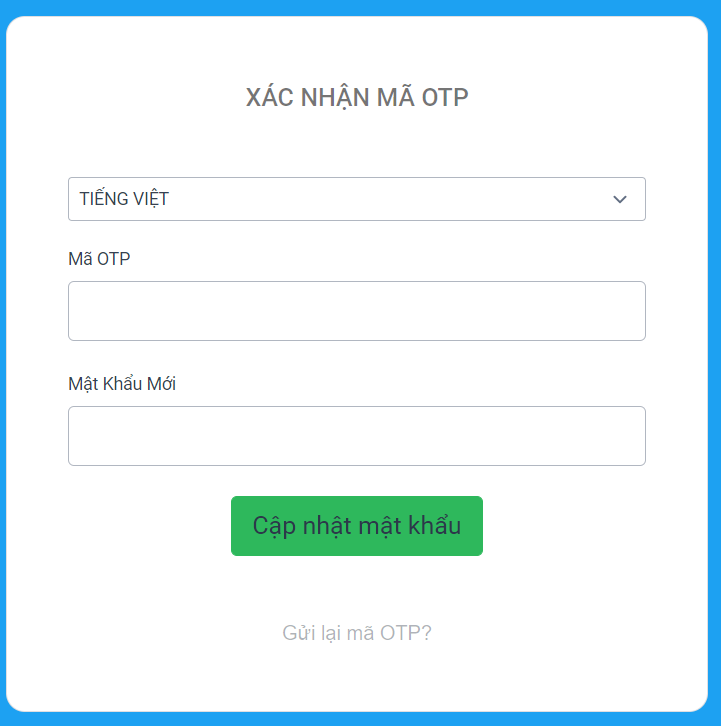 XÁC NHẬN MÃ OTP
TIẾNG VIỆT
Mã OTP
Mật Khẩu Mới
Cập nhật mật khẩu
Gửi lại mã OTP?